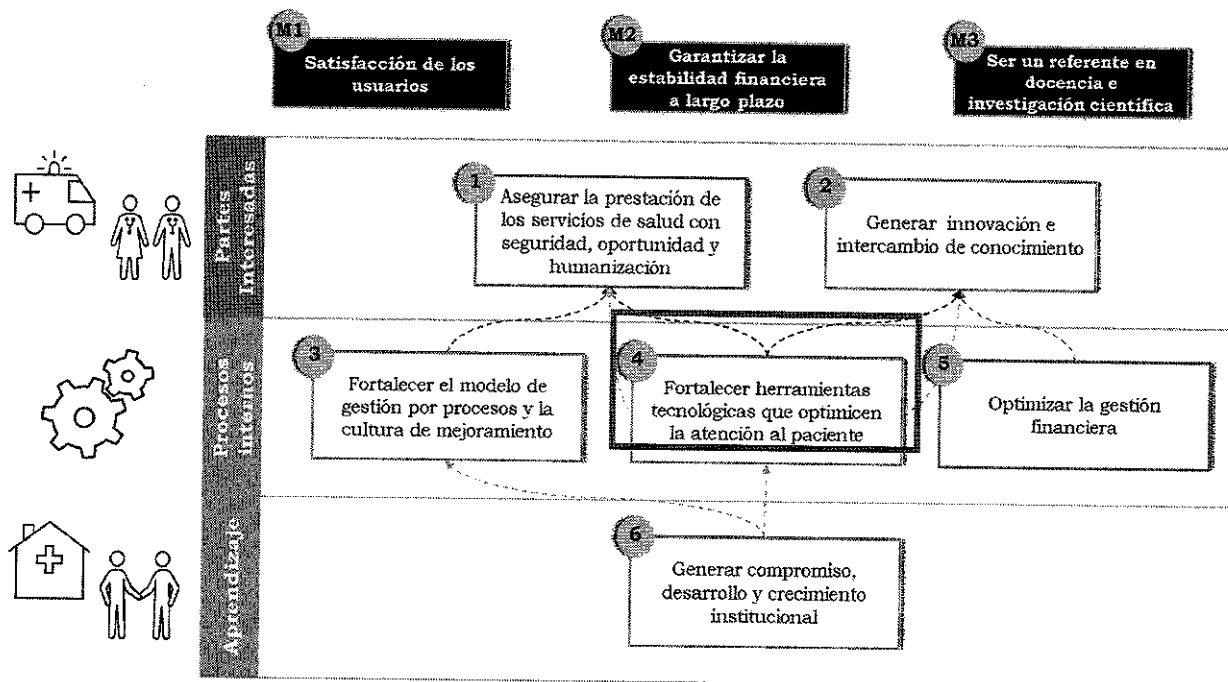 M1
Satisfacción de los
usuarios
M2
Garantizar la
estabilidad financiera
a largo plazo
M3
Ser un referente en
docencia e
investigación científica
Partes
Interesadas
1
Asegurar la prestación de
los servicios de salud con
seguridad, oportunidad y
humanización
2
Generar innovación e
intercambio de conocimiento
Procesos
Internos
3
Fortalecer el modelo de
gestión por procesos y la
cultura de mejoramiento
4
Fortalecer herramientas
tecnológicas que optimicen
la atención al paciente
5
Optimizar la gestión
financiera
Aprendizaje
6
Generar compromiso,
desarrollo y crecimiento
institucional